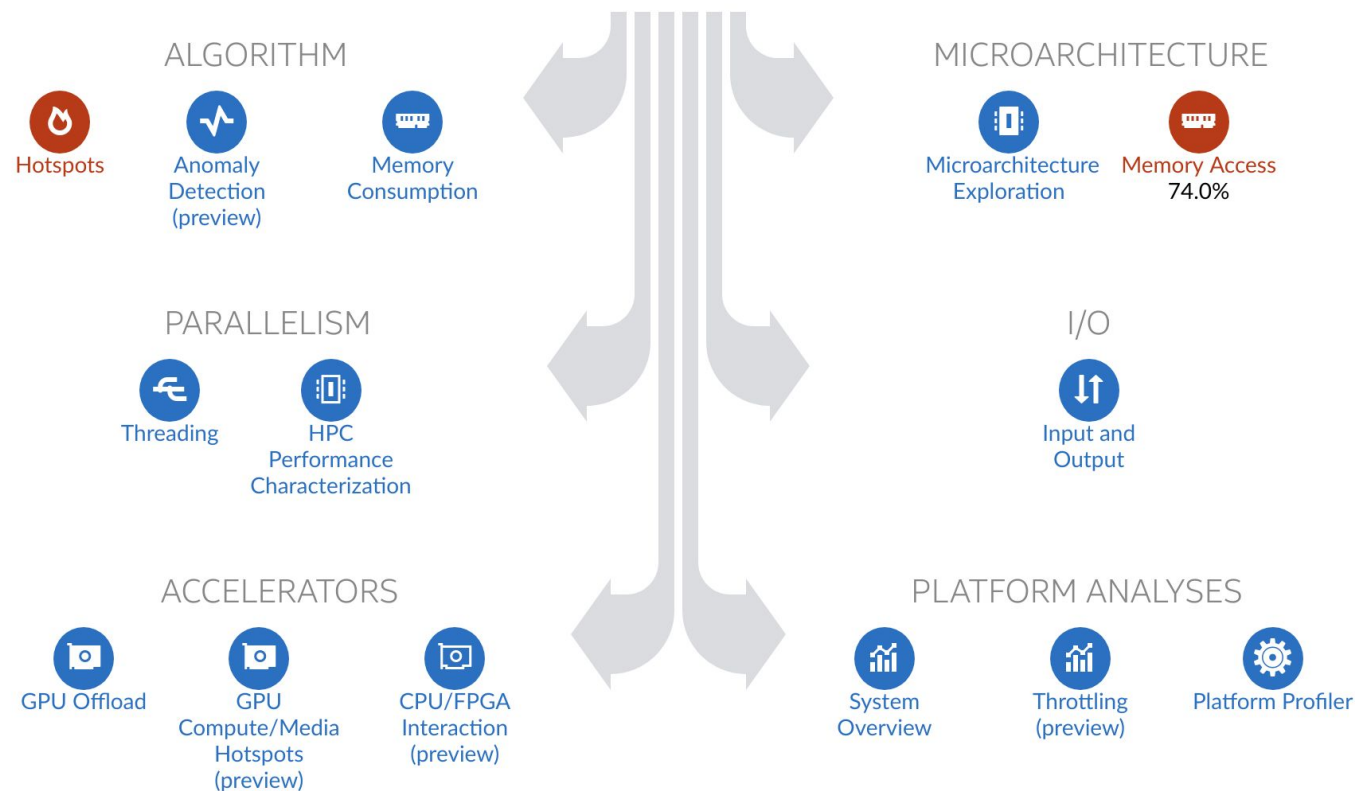 ALGORITHM
Hotspots
Anomaly
Detection
(preview)
Memory
Consumption
MICROARCHITECTURE
Microarchitecture
Exploration
Memory Access
74.0%
PARALLELISM
Threading
HPC
Performance
Characterization
I/O
Input and
Output
ACCELERATORS
GPU Offload
GPU
Compute/Media
Hotspots
(preview)
CPU/FPGA
Interaction
(preview)
PLATFORM ANALYSES
System
Overview
Throttling
(preview)
Platform Profiler